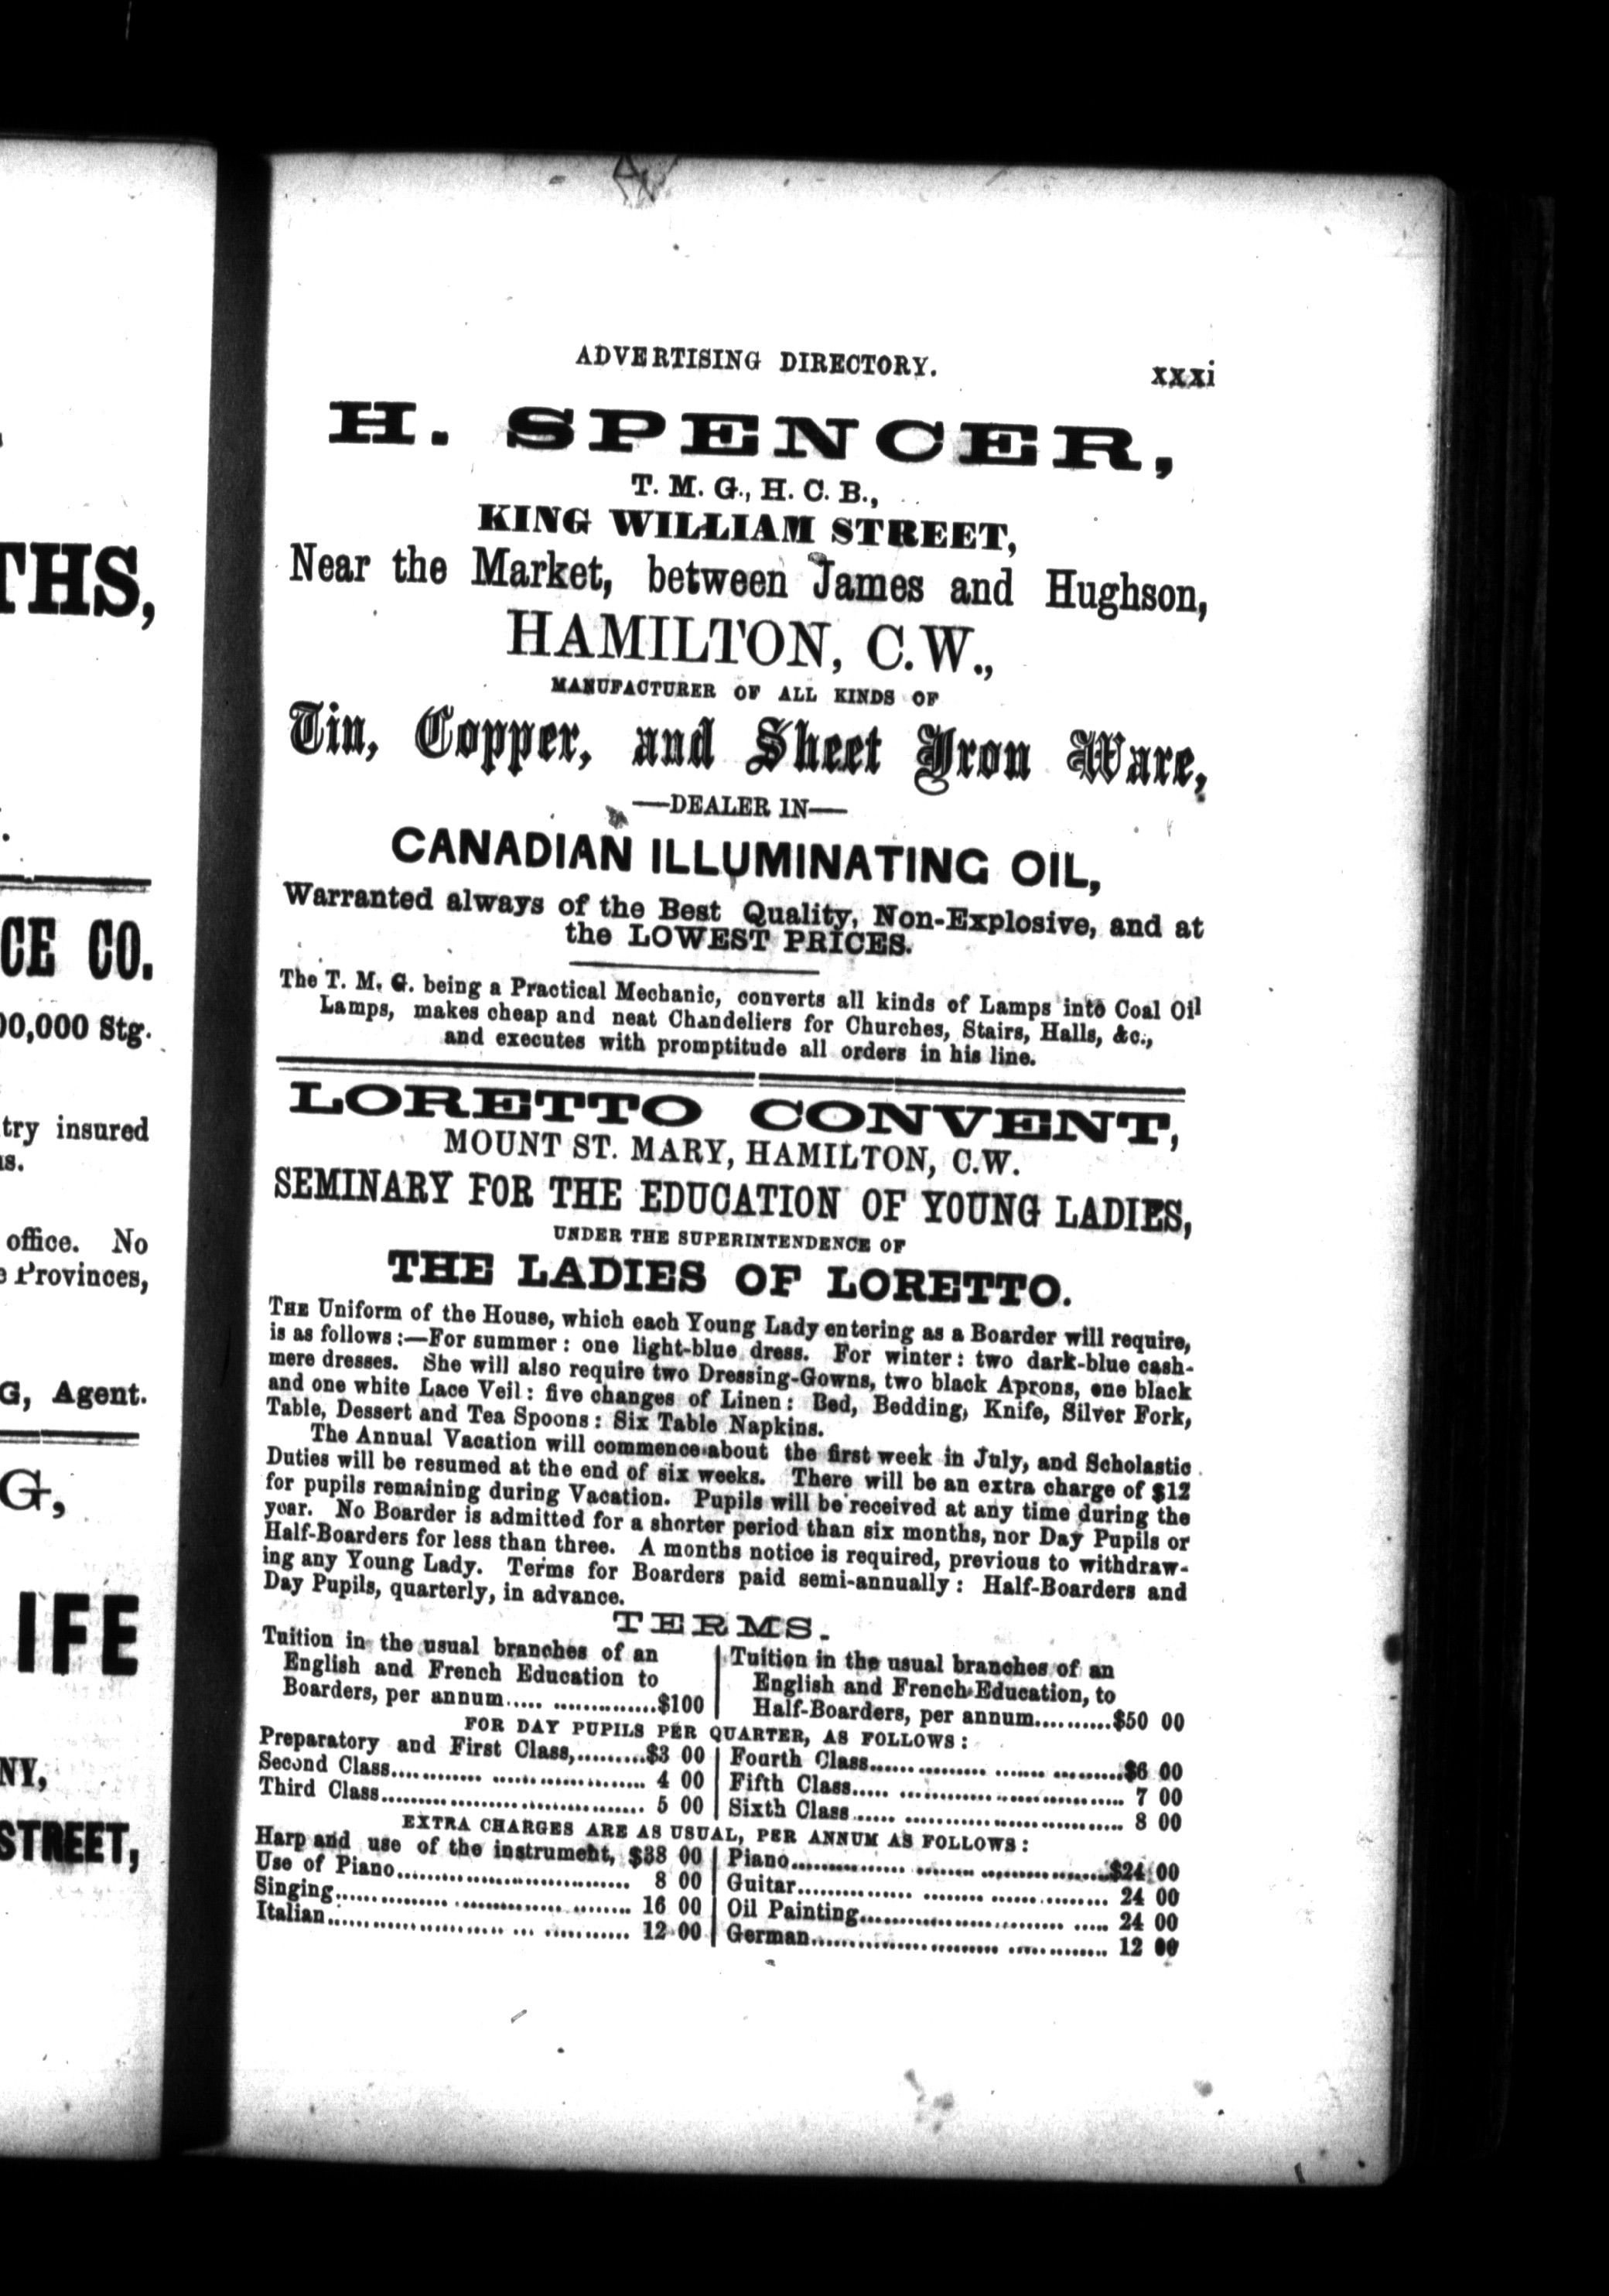 THS,
CE CO.
00,000 Stg.
try insured
office. No
Provinces,
G, Agent.
G,
IFE
NY,
STREET,
ADVERTISING DIRECTORY. xxxi
H. SPENCER,
T. M. G., H. C. B.,
KING WILLIAM STREET,
Near the Market, between James and Hughson,
HAMILTON, C.W.,
MANUFACTURER OF ALL KINDS OF
Tin, Copper, and Sheet Iron Ware,
—DEALER IN—
CANADIAN ILLUMINATING OIL,
Warranted always of the Best Quality, Non-Explosive, and at
the LOWEST PRICES.
The T. M. G. being a Practical Mechanic, converts all kinds of Lamps into Coal Oil
Lamps, makes cheap and neat Chandeliers for Churches, Stairs, Halls, &c.,
and executes with promptitude all orders in his line.
LORETTO CONVENT,
MOUNT ST. MARY, HAMILTON, C.W.
SEMINARY FOR THE EDUCATION OF YOUNG LADIES,
UNDER THE SUPERINTENDENCE OF
THE LADIES OF LORETTO.
THE Uniform of the House, which each Young Lady entering as a Boarder will require,
is as follows:—For summer: one light-blue dress. For winter: two dark-blue cash-
mere dresses. She will also require two Dressing-Gowns, two black Aprons, one black
and one white Lace Veil: five changes of Linen: Bed, Bedding, Knife, Silver Fork,
Table, Dessert and Tea Spoons: Six Table Napkins.
The Annual Vacation will commence about the first week in July, and Scholastic
Duties will be resumed at the end of six weeks. There will be an extra charge of $12
for pupils remaining during Vacation. Pupils will be received at any time during the
year. No Boarder is admitted for a shorter period than six months, nor Day Pupils or
Half-Boarders for less than three. A months notice is required, previous to withdraw-
ing any Young Lady. Terms for Boarders paid semi-annually: Half-Boarders and
Day Pupils, quarterly, in advance.
TERMS.
Tuition in the usual branches of an
English and French Education to
Boarders, per annum..................$100
Tuition in the usual branches of an
English and French Education, to
Half-Boarders, per annum..........$50 00
FOR DAY PUPILS PER QUARTER, AS FOLLOWS:
Preparatory and First Class,.........$3 00
Second Class.................................. 4 00
Third Class.................................. 5 00
Fourth Class..................................$6 00
Fifth Class.................................. 7 00
Sixth Class.................................. 8 00
EXTRA CHARGES ARE AS USUAL, PER ANNUM AS FOLLOWS:
Harp and use of the instrument, $38 00
Use of Piano.............................. 8 00
Singing.................................. 16 00
Italian.................................. 12 00
Piano..................................$24 00
Guitar.................................. 24 00
Oil Painting.............................. 24 00
German.................................. 12 00